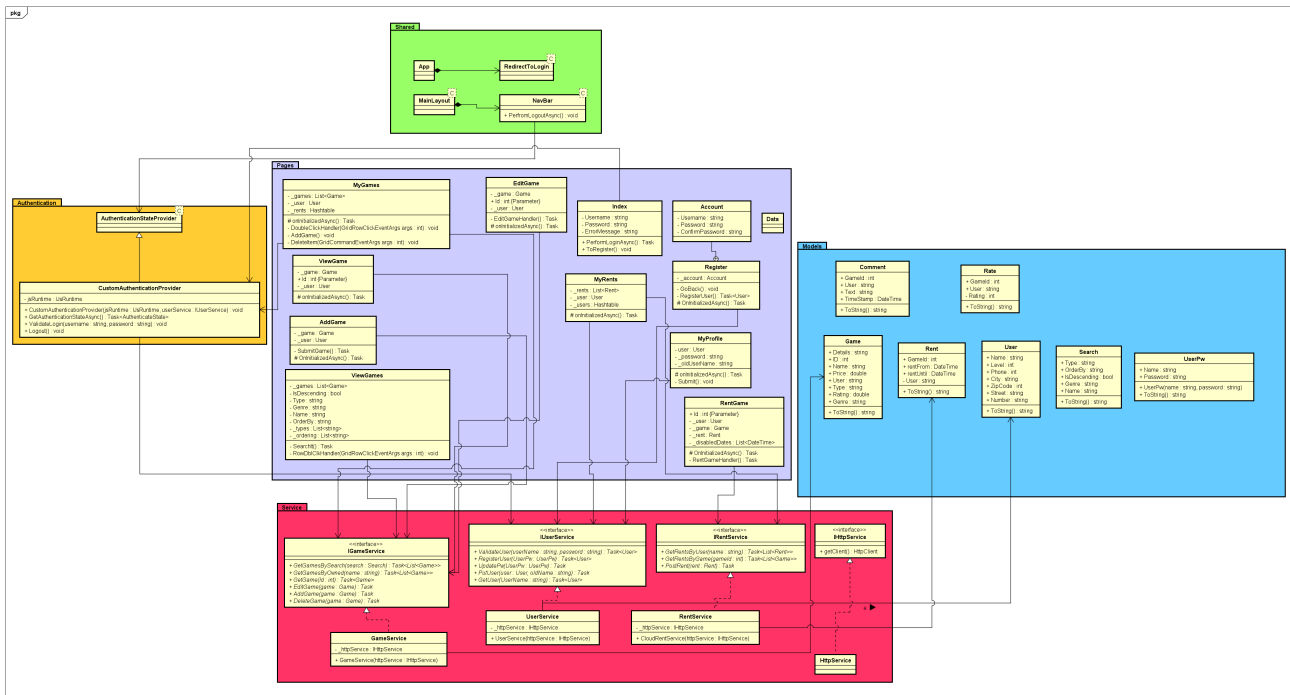 pkg
Shared
App
C
RedirectToLogin
C
MainLayout
C
NavBar
+ PerfromLogoutAsync() : void
Authentication
C
AuthenticationStateProvider
CustomAuthenticationProvider
- jsRuntime : IJsRuntime
+ CustomAuthenticationProvider(jsRuntime : IJsRuntime, userService : IUserService) : void
+ GetAuthenticationStateAsync() : Task<AuthenticateState>
+ ValidateLogin(username : string, password : string) : void
+ Logout() : void
Pages
MyGames
- _games : List<Game>
- _user : User
- _rents : Hashtable
# onInitializedAsync() : Task
- DoubleClickHandler(GridRowClickEventArgs args : int) : void
- AddGame() : void
- DeleteItem(GridCommandEventArgs args : int) : void
EditGame
- _game : Game
+ Id : int {Parameter}
- _user : User
- EditGameHandler() : Task
# onInitializedAsync() : Task
Index
- Username : string
- Password : string
- ErrorMessage : string
+ PerformLoginAsync() : Task
+ ToRegister() : void
Account
- Username : string
- Password : string
- ConfirmPassword : string
Data
ViewGame
- _game : Game
+ Id : int {Parameter}
- _user : User
# onInitializedAsync() : Task
MyRents
- _rents : List<Rent>
- _user : User
- _users : Hashtable
# onInitializedAsync() : Task
Register
- _account : Account
- GoBack() : void
- RegisterUser() : Task<User>
# OnInitializedAsync() : Task
AddGame
- _game : Game
- _user : User
- SubmitGame() : Task
# OnInitializedAsync() : Task
MyProfile
- user : User
- _password : string
- _oldUserName : string
# onInitializedAsync() : Task
- Submit() : void
ViewGames
- _games : List<Game>
- IsDescending : bool
- Type : string
- Genre : string
- Name : string
- OrderBy : string
- _types : List<string>
- _ordering : List<string>
- SearchIt() : Task
- RowDblClkHandler(GridRowClickEventArgs args : int) : void
RentGame
+ Id : int {Parameter}
- _user : User
- _game : Game
- _rent : Rent
- _disabledDates : List<DateTime>
# OnInitializedAsync() : Task
- RentGameHandler() : Task
Models
Comment
+ GameId : int
+ User : string
+ Text : string
+ TimeStamp : DateTime
+ ToString() : string
Rate
+ GameId : int
+ User : string
- Rating : int
+ ToString() : string
Game
+ Details : string
+ ID : int
+ Name : string
+ Price : double
+ User : string
+ Type : string
+ Rating : double
+ Genre : string
+ ToString() : string
Rent
+ GameId : int
+ rentFrom : DateTime
+ rentUntil : DateTime
- User : string
+ ToString() : string
User
+ Name : string
+ Level : int
+ Phone : int
+ City : string
+ ZipCode : int
+ Street : string
+ Number : string
+ ToString() : string
Search
+ Type : string
+ OrderBy : string
+ IsDescending : bool
+ Genre : string
+ Name : string
+ ToString() : string
UserPw
+ Name : string
+ Password : string
+ UserPw(name : string, password : string)
+ ToString() : string
Service
<<interface>>
IGameService
+ GetGamesBySearch(search : Search) : Task<List<Game>>
+ GetGamesByOwned(name : string) : Task<List<Game>>
+ GetGame(Id : int) : Task<Game>
+ EditGame(game : Game) : Task
+ AddGame(game : Game) : Task
+ DeleteGame(game : Game) : Task
<<interface>>
IUserService
+ ValidateUser(userName : string, password : string) : Task<User>
+ RegisterUser(UserPw : UserPw) : Task<User>
+ UpdatePw(UserPw : UserPw) : Task
+ PutUser(user : User, oldName : string) : Task
+ GetUser(UserName : string) : Task<User>
<<interface>>
IRentService
+ GetRentsByUser(name : string) : Task<List<Rent>>
+ GetRentsByGame(gameId : int) : Task<List<Game>>
+ PostRent(rent : Rent) : Task
<<interface>>
IHttpService
+ getClient() : HttpClient
UserService
- _httpService : IHttpService
+ UserService(httpService : IHttpService)
RentService
- _httpService : IHttpService
+ CloudRentService(httpService : IHttpService)
GameService
- _httpService : IHttpService
+ GameService(httpService : IHttpService)
HttpService